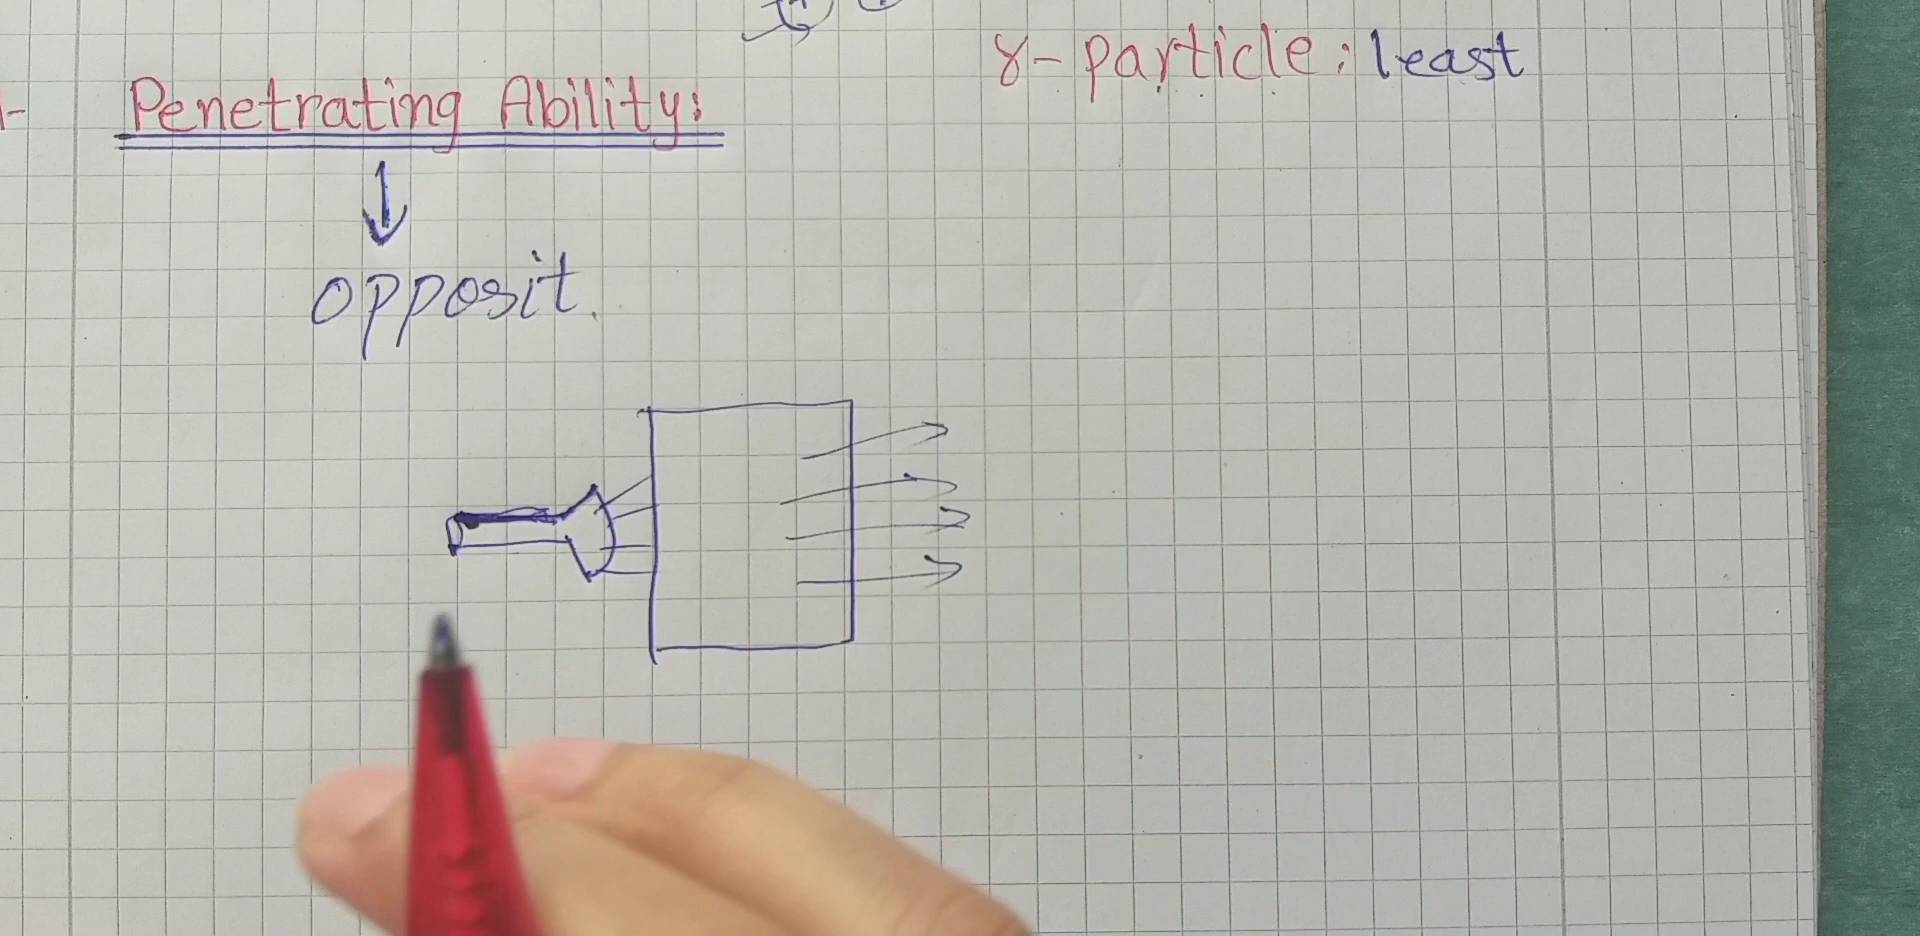 γ- particle: least
Penetrating Ability:
opposit.